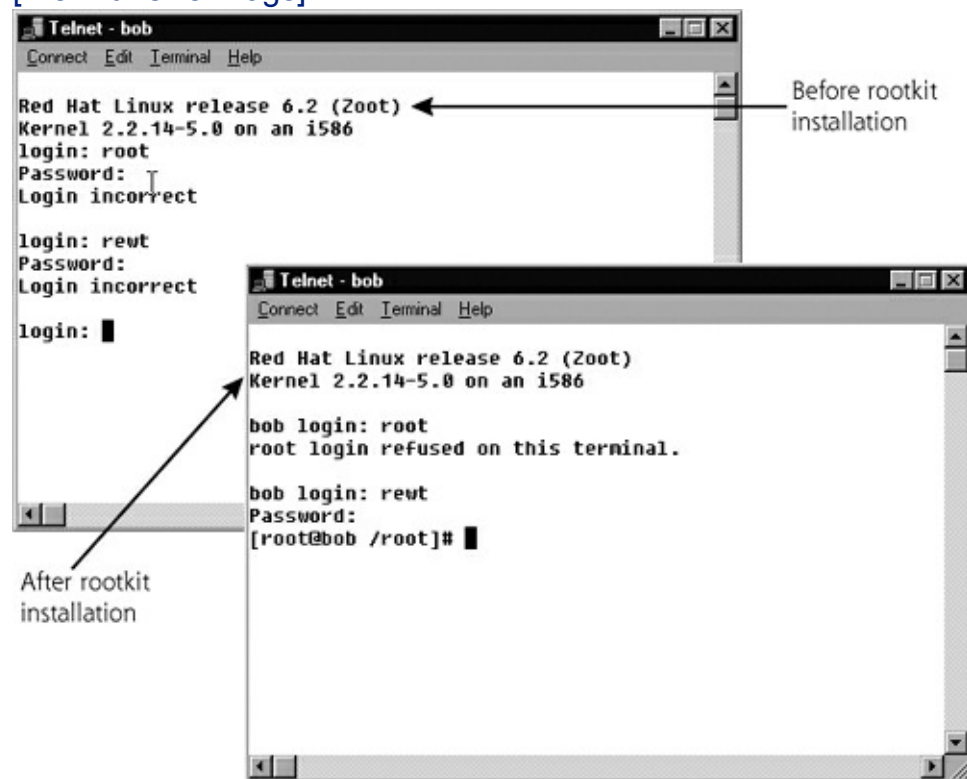 Telnet - bob
Connect Edit Terminal Help
Red Hat Linux release 6.2 (Zoot)
Kernel 2.2.14-5.0 on an i586
login: root
Password:
Login incorrect
login: rewt
Password:
Login incorrect
login:
Before rootkit
installation
Telnet - bob
Connect Edit Terminal Help
Red Hat Linux release 6.2 (Zoot)
Kernel 2.2.14-5.0 on an i586
bob login: root
root login refused on this terminal.
bob login: rewt
Password:
[root@bob /root]#
After rootkit
installation